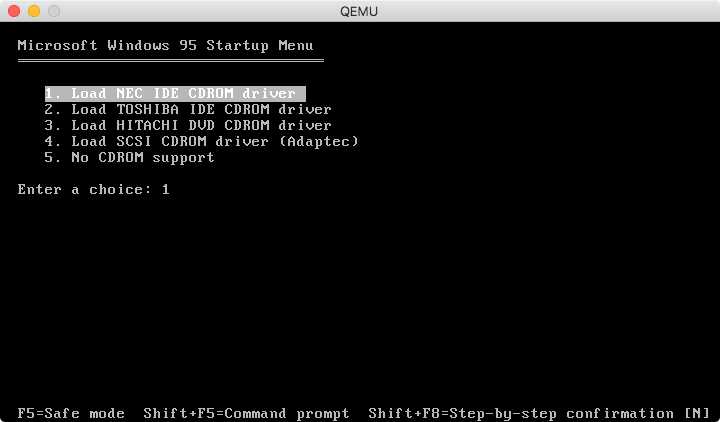 QEMU
Microsoft Windows 95 Startup Menu
1. Load NEC IDE CDROM driver
2. Load TOSHIBA IDE CDROM driver
3. Load HITACHI DVD CDROM driver
4. Load SCSI CDROM driver (Adaptec)
5. No CDROM support
Enter a choice: 1
F5=Safe mode  Shift+F5=Command prompt  Shift+F8=Step-by-step confirmation [N]